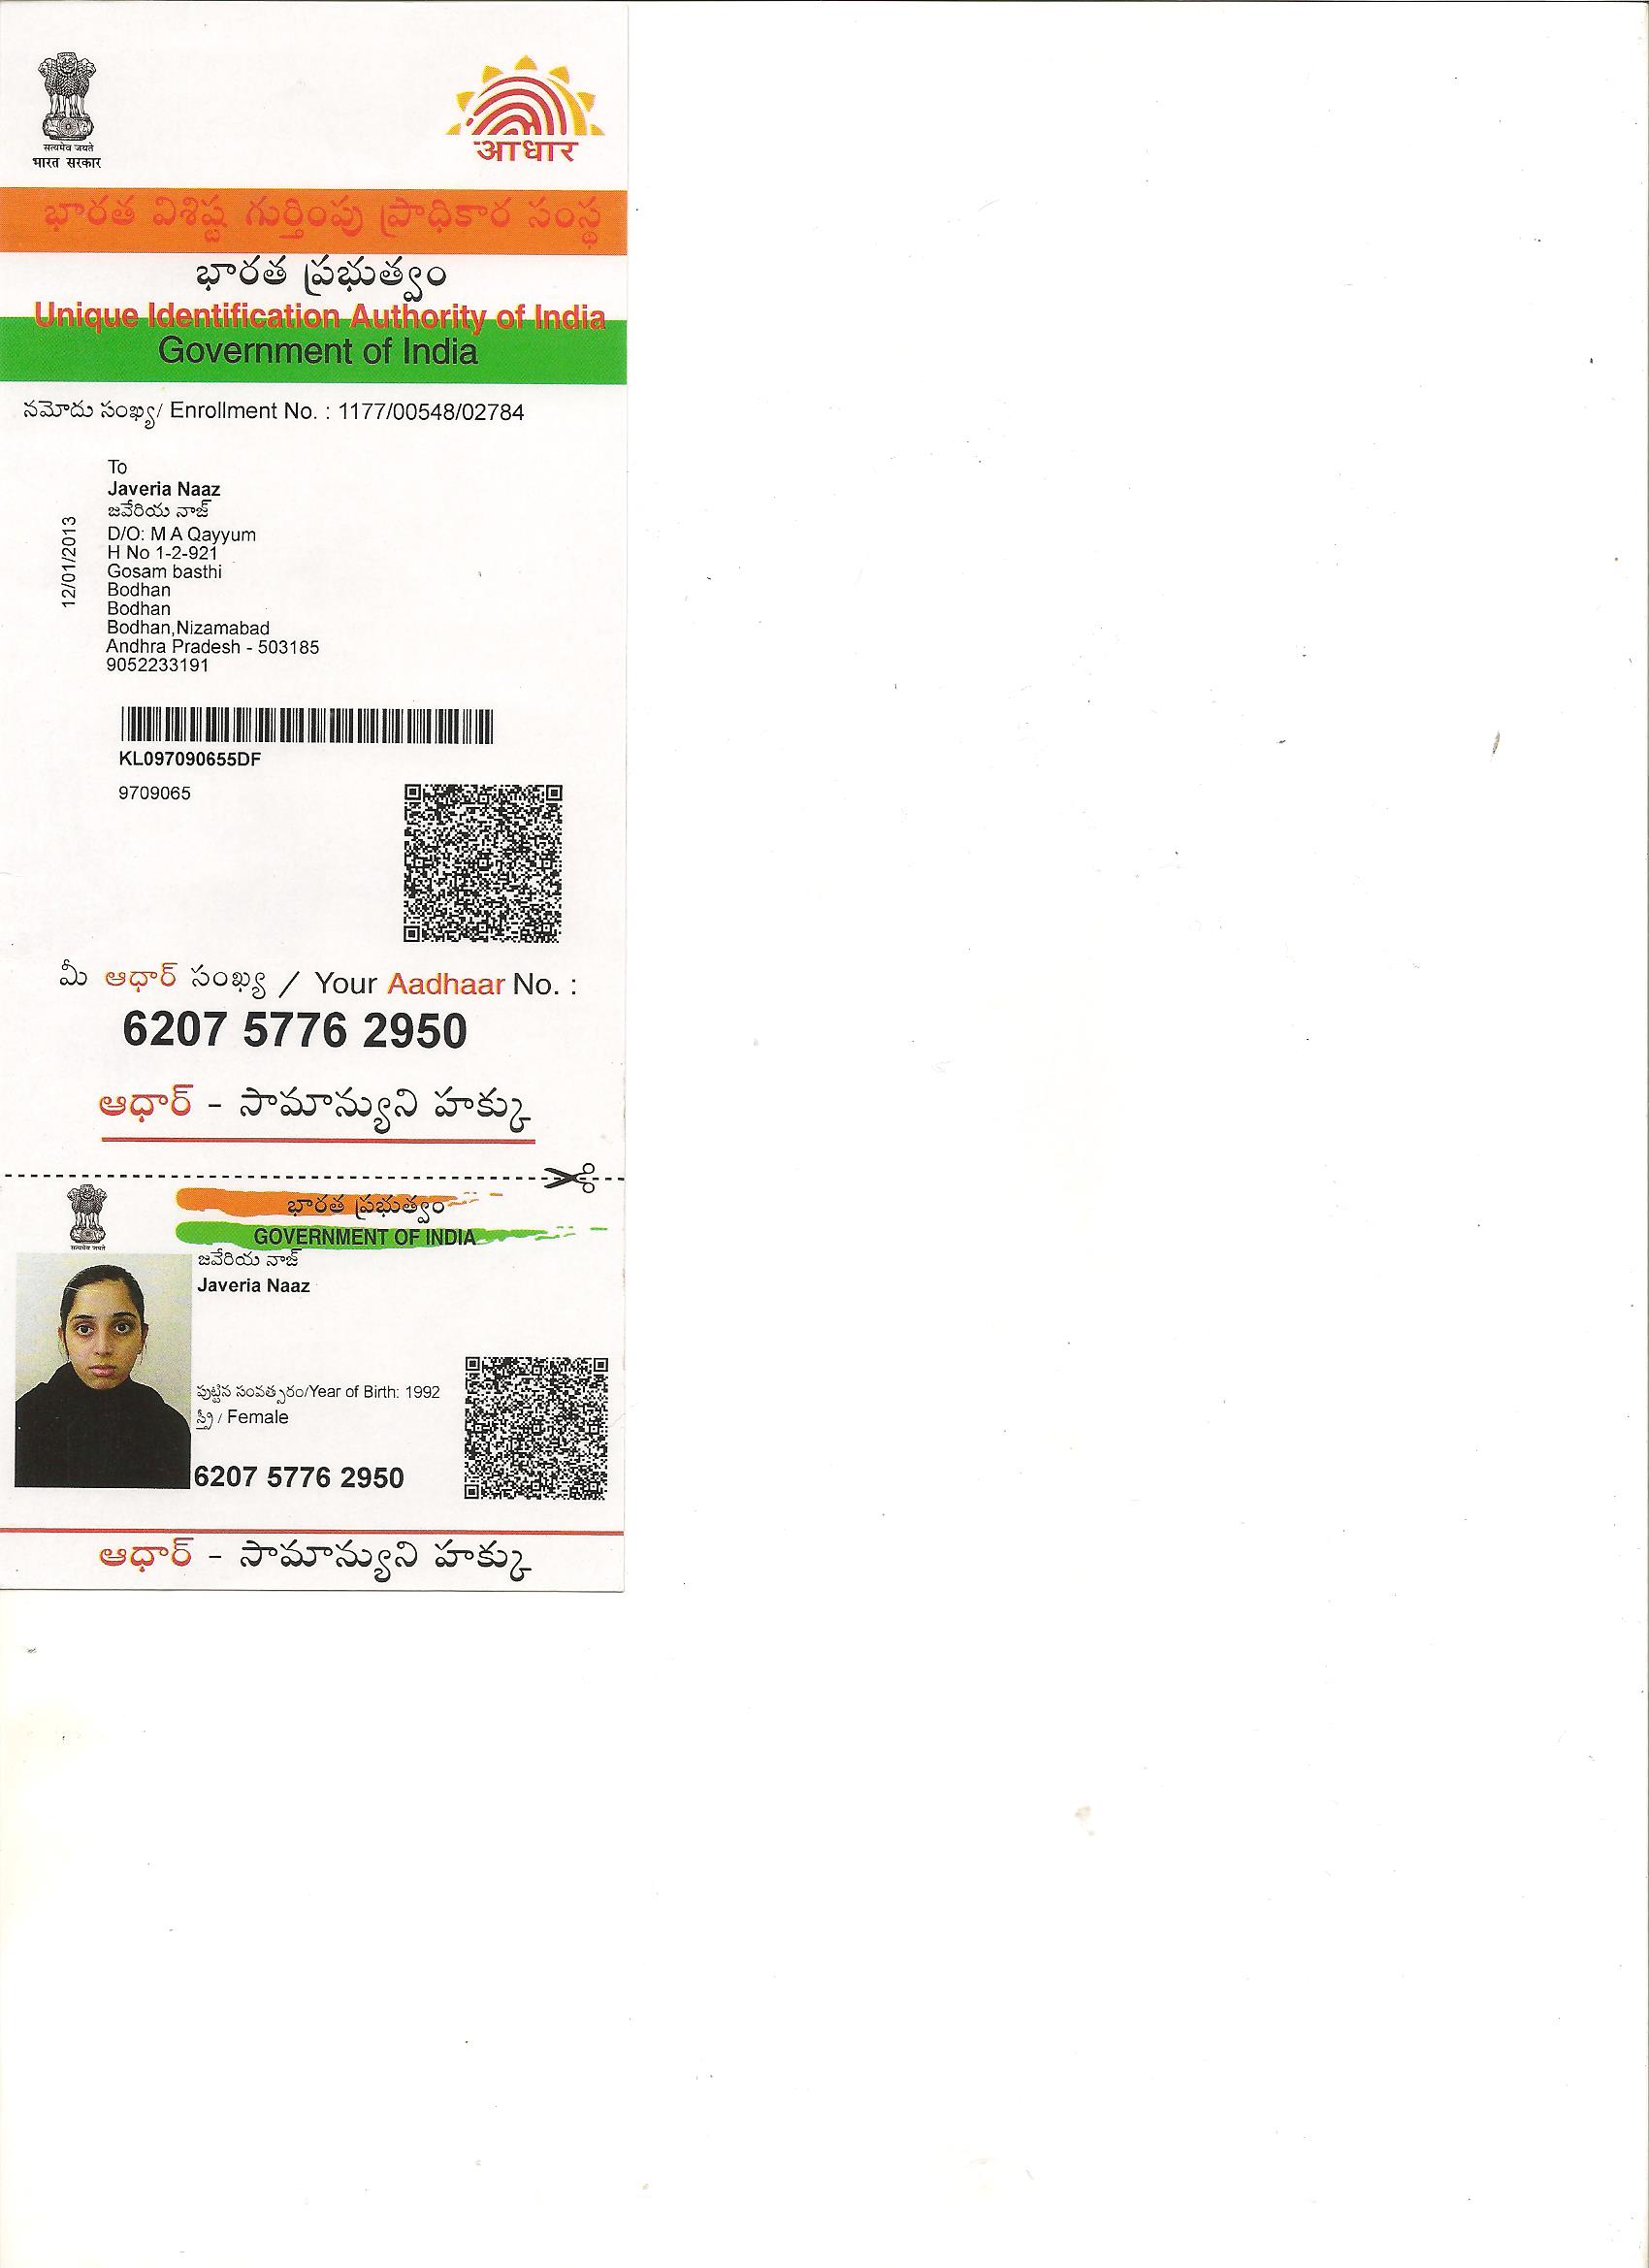 सत्यमेव जयते
भारत सरकार
आधार
భారత విశిష్ట గుర్తింపు ప్రాధికార సంస్థ
భారత ప్రభుత్వం
Unique Identification Authority of India
Government of India
నమోదు సంఖ్య/ Enrollment No. : 1177/00548/02784
To
Javeria Naaz
జవేరియ నాజ్
D/O: M A Qayyum
H No 1-2-921
Gosam basthi
Bodhan
Bodhan
Bodhan,Nizamabad
Andhra Pradesh - 503185
9052233191
12/01/2013
KL097090655DF
9709065
మీ ఆధార్ సంఖ్య / Your Aadhaar No. :
6207 5776 2950
ఆధార్ - సామాన్యుని హక్కు
सत्यमेव जयते
భారత ప్రభుత్వం
GOVERNMENT OF INDIA
జవేరియ నాజ్
Javeria Naaz
పుట్టిన సంవత్సరం/Year of Birth: 1992
స్త్రీ / Female
6207 5776 2950
ఆధార్ - సామాన్యుని హక్కు